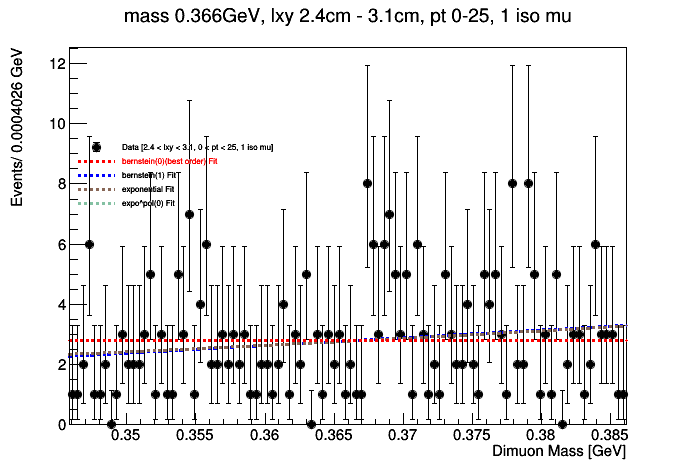 mass 0.366GeV, lxy 2.4cm - 3.1cm, pt 0-25, 1 iso mu
Events/ 0.0004026 GeV
12
10
8
6
4
2
0
Data [2.4 < lxy < 3.1, 0 < pt < 25, 1 iso mu]
bernstein(0)(best order) Fit
bernstein(1) Fit
exponential Fit
expo*pol(0) Fit
0.35 0.355 0.36 0.365 0.37 0.375 0.38 0.385
Dimuon Mass [GeV]